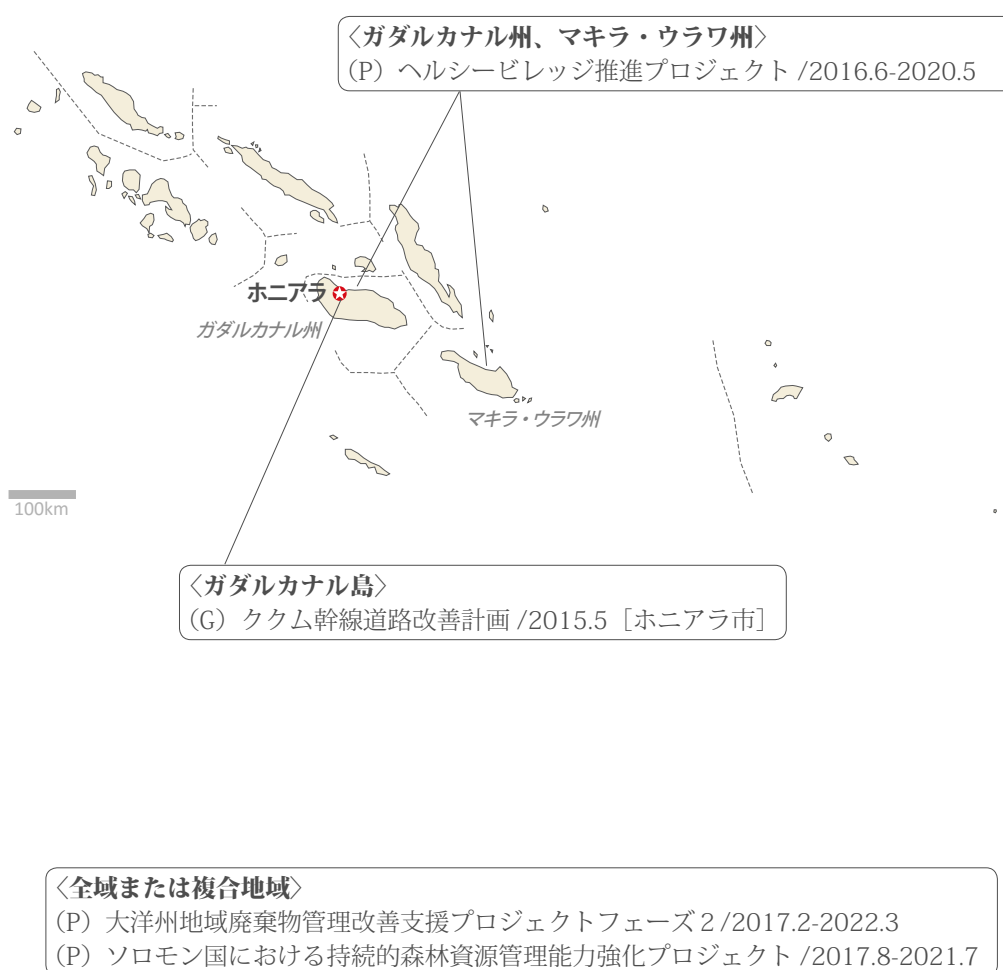 〈ガダルカナル州、マキラ・ウラワ州〉
(P）ヘルシービレッジ推進プロジェクト /2016.6-2020.5
ホニアラ
ガダルカナル州
マキラ・ウラワ州
100km
〈ガダルカナル島〉
(G）ククム幹線道路改善計画 /2015.5［ホニアラ市］
〈全域または複合地域〉
(P）大洋州地域廃棄物管理改善支援プロジェクトフェーズ２/2017.2-2022.3
(P）ソロモン国における持続的森林資源管理能力強化プロジェクト /2017.8-2021.7